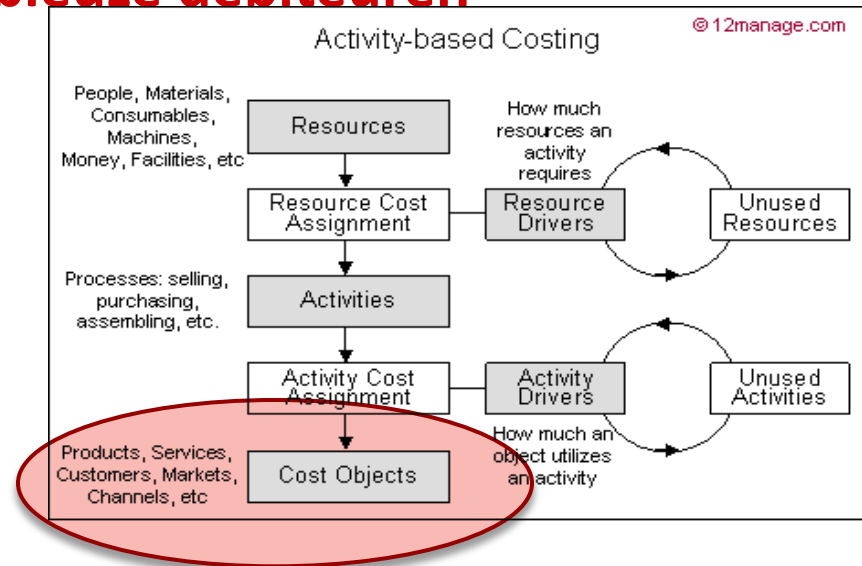 debiteuren
© 12manage.com
Activity-based Costing
People, Materials,
Consumables,
Machines,
Money, Facilities, etc
Resources
How much
resources an
activity
requires
Resource Cost
Assignment
Resource
Drivers
Unused
Resources
Processes: selling,
purchasing,
assembling, etc.
Activities
Activity Cost
Assignment
Activity
Drivers
Unused
Activities
How much an
object utilizes
an activity
Products, Services,
Customers, Markets,
Channels, etc
Cost Objects